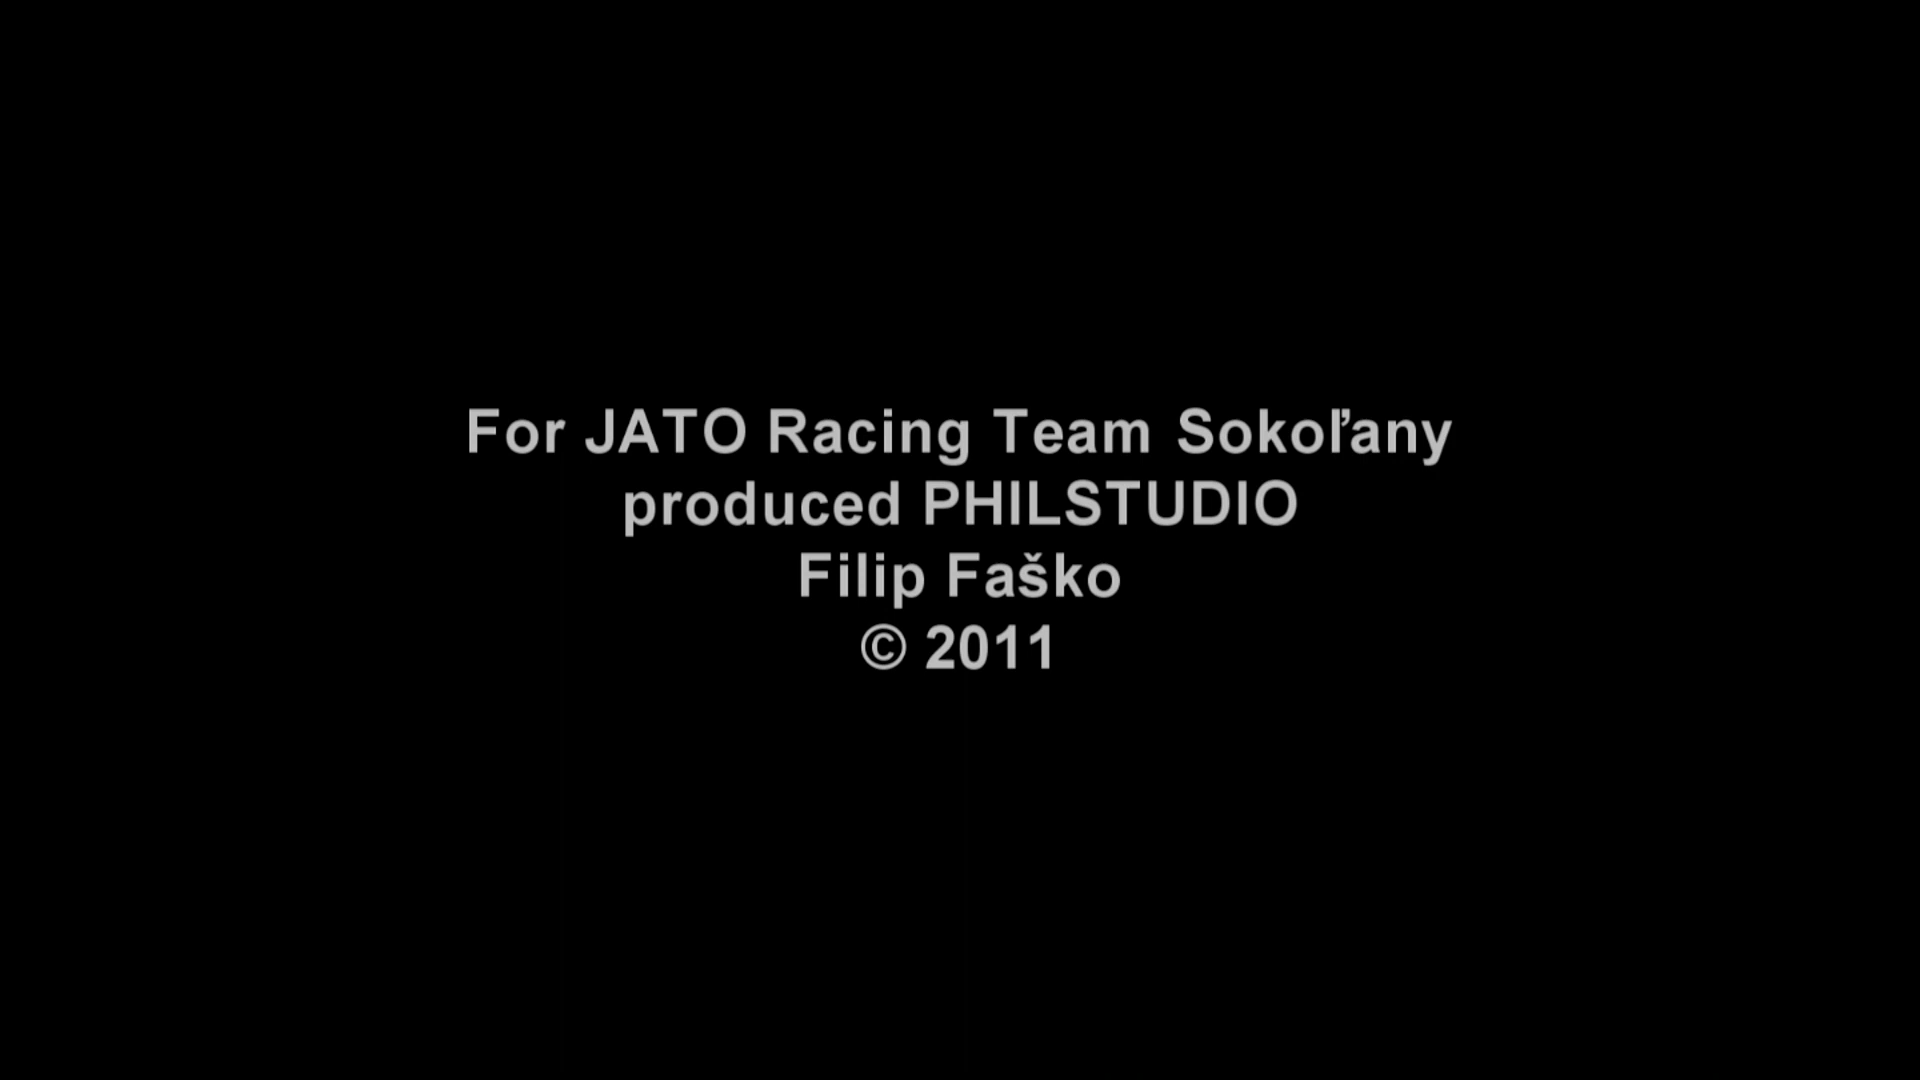 For JATO Racing Team Sokoľany
produced PHILSTUDIO
Filip Faško
© 2011